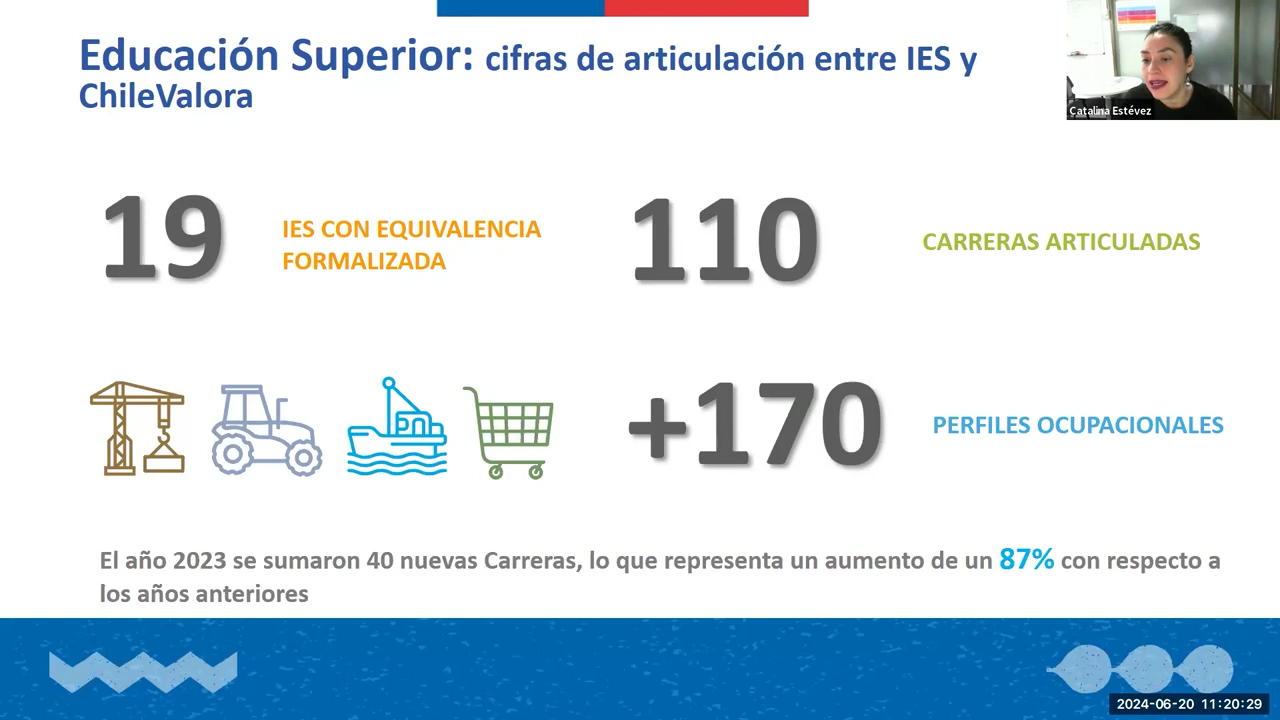 Educación Superior: cifras de articulación entre IES y
ChileValora
Catalina Estévez
19
IES CON EQUIVALENCIA
FORMALIZADA
110
CARRERAS ARTICULADAS
+170
PERFILES OCUPACIONALES
El año 2023 se sumaron 40 nuevas Carreras, lo que representa un aumento de un 87% con respecto a
los años anteriores
2024-06-20 11:20:29